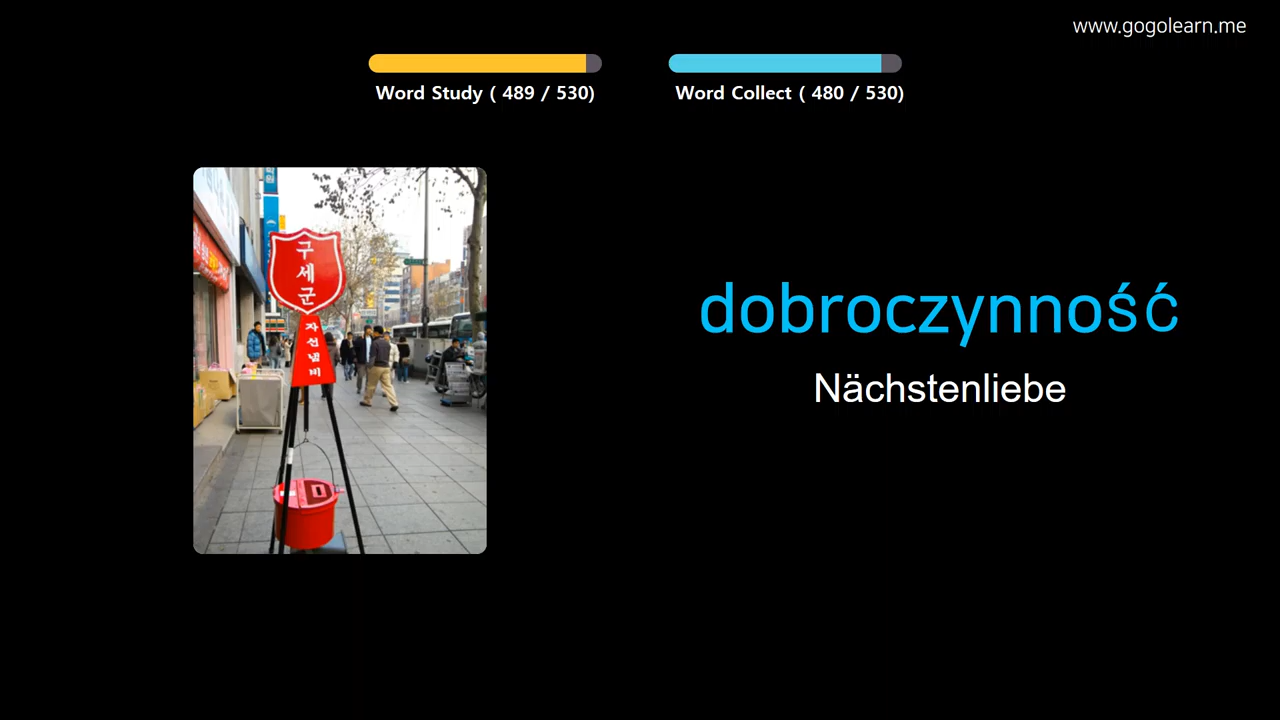 www.gogolearn.me
Word Study ( 489 / 530)
Word Collect ( 480 / 530)
구세군
자선냄비
dobroczynność
Nächstenliebe